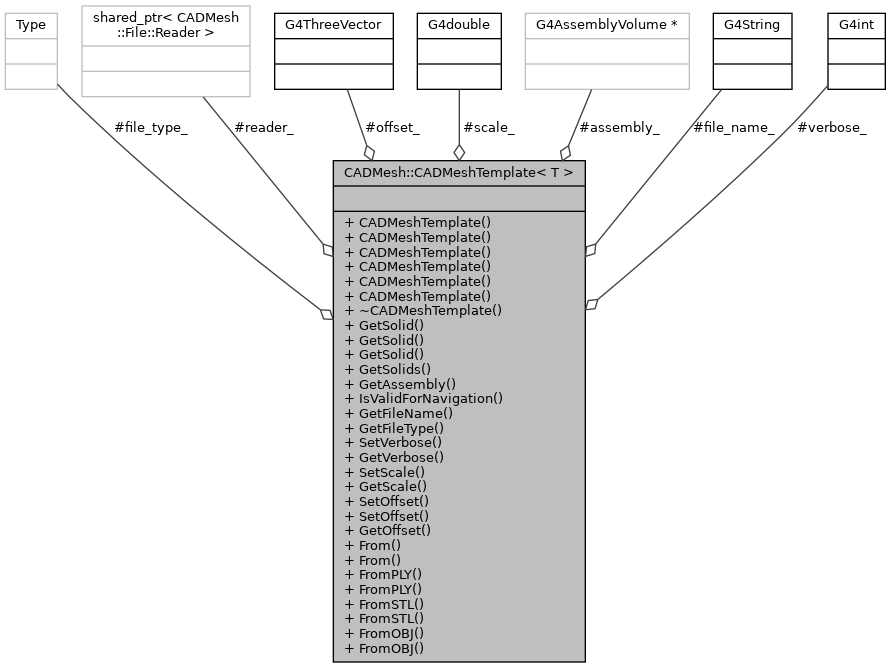 Type
shared_ptr< CADMesh
::File::Reader >
G4ThreeVector
G4double
G4AssemblyVolume *
G4String
G4int
#file_type_
#reader_
#offset_
#scale_
#assembly_
#file_name_
#verbose_
CADMesh::CADMeshTemplate< T >
+ CADMeshTemplate()
+ CADMeshTemplate()
+ CADMeshTemplate()
+ CADMeshTemplate()
+ CADMeshTemplate()
+ CADMeshTemplate()
+ ~CADMeshTemplate()
+ GetSolid()
+ GetSolid()
+ GetSolid()
+ GetSolids()
+ GetAssembly()
+ IsValidForNavigation()
+ GetFileName()
+ GetFileType()
+ SetVerbose()
+ GetVerbose()
+ SetScale()
+ GetScale()
+ SetOffset()
+ SetOffset()
+ GetOffset()
+ From()
+ From()
+ FromPLY()
+ FromPLY()
+ FromSTL()
+ FromSTL()
+ FromOBJ()
+ FromOBJ()